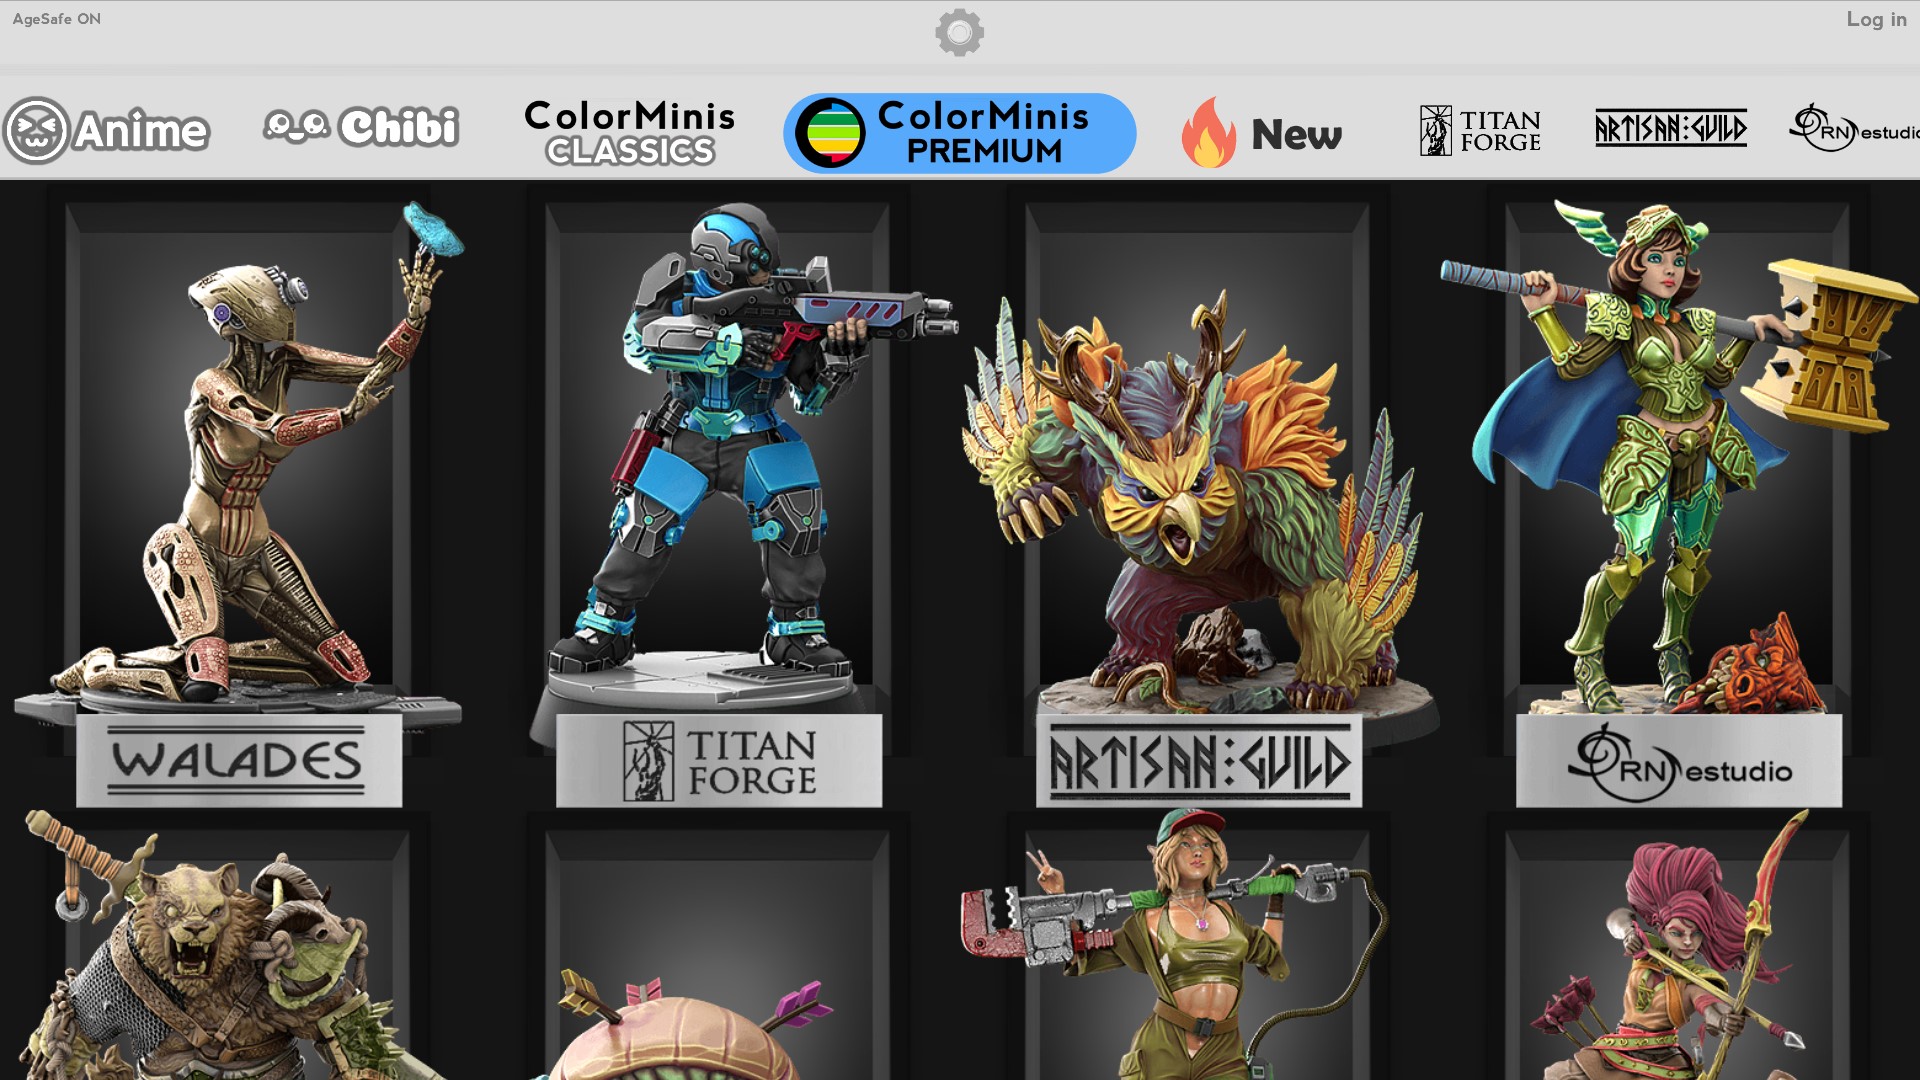 AgeSafe ON
Log in
Anime
Chibi
ColorMinis
CLASSICS
ColorMinis
PREMIUM
New
TITAN
FORGE
ARTISAN:GUILD
RN estudio
WALADES
TITAN
FORGE
ARTISAN:GUILD
RN estudio